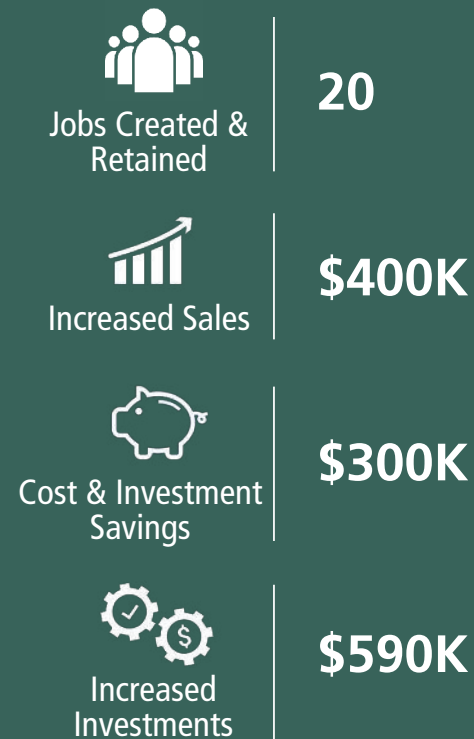 Jobs Created &
Retained
20
Increased Sales
$400K
Cost & Investment
Savings
$300K
$
Increased
Investments
$590K